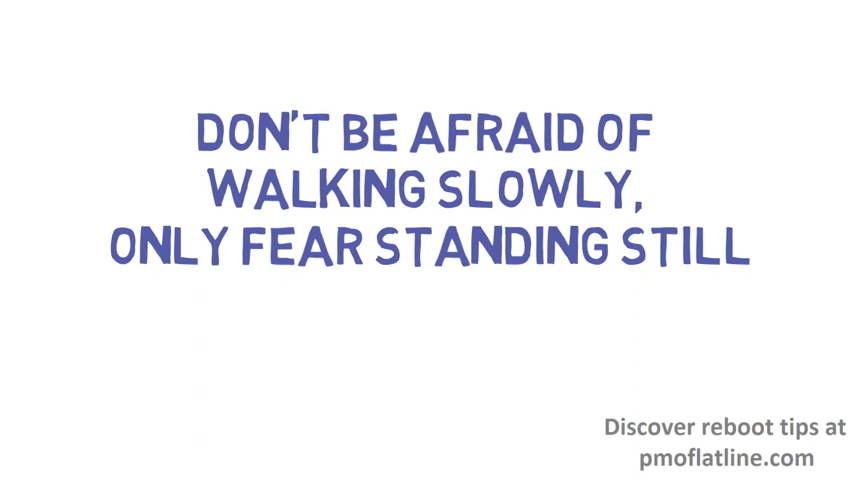 DON'T BE AFRAID OF
WALKING SLOWLY,
ONLY FEAR STANDING STILL
Discover reboot tips at
pmoflatline.com